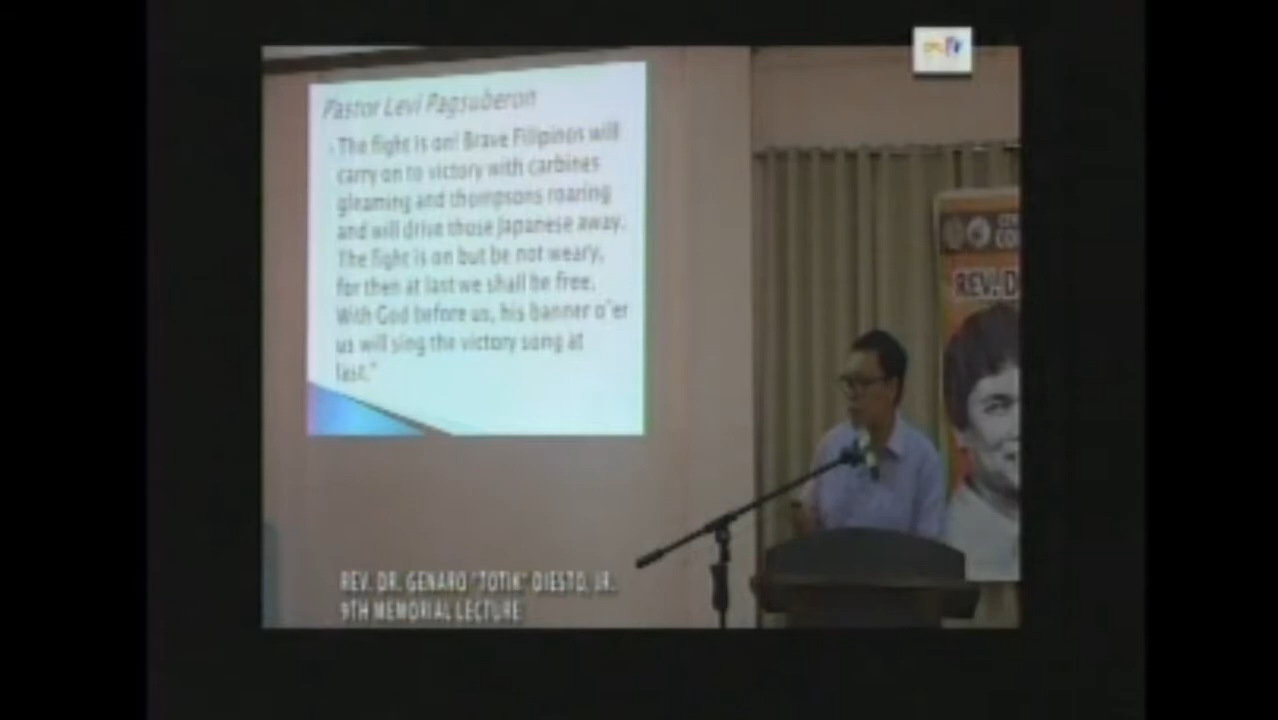 Pastor Levi Pagsuberon
The fight is on! Brave Filipinos will
carry on to victory with carbines
gleaming and thompsons roaring
and will drive those Japanese away.
The fight is on but be not weary,
for then at last we shall be free.
With God before us, his banner o'er
us will sing the victory song at
last."
REV. D
REV. DR. GENARO "TOTIK" DIESTO, JR.
9TH MEMORIAL LECTURE